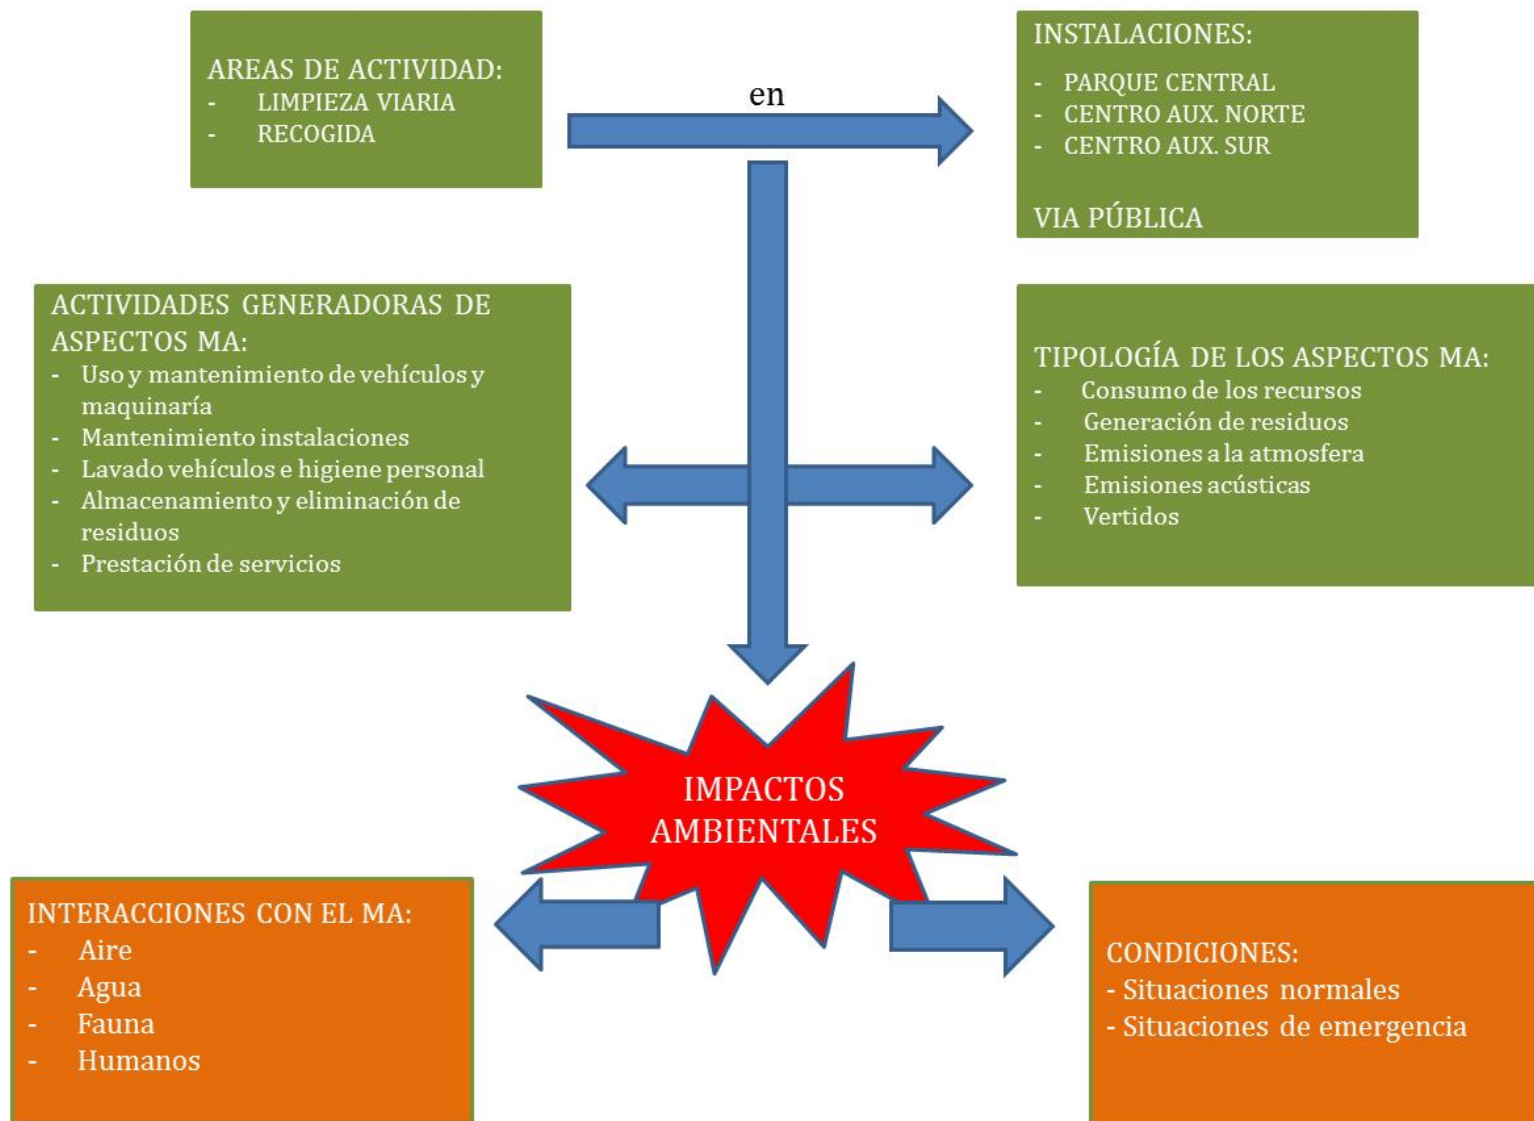 AREAS DE ACTIVIDAD:
- LIMPIEZA VIARIA
- RECOGIDA
en
INSTALACIONES:
- PARQUE CENTRAL
- CENTRO AUX. NORTE
- CENTRO AUX. SUR
VIA PÚBLICA
ACTIVIDADES GENERADORAS DE
ASPECTOS MA:
- Uso y mantenimiento de vehículos y
maquinaría
- Mantenimiento instalaciones
- Lavado vehículos e higiene personal
- Almacenamiento y eliminación de
residuos
- Prestación de servicios
TIPOLOGÍA DE LOS ASPECTOS MA:
- Consumo de los recursos
- Generación de residuos
- Emisiones a la atmosfera
- Emisiones acústicas
- Vertidos
IMPACTOS
AMBIENTALES
INTERACCIONES CON EL MA:
- Aire
- Agua
- Fauna
- Humanos
CONDICIONES:
- Situaciones normales
- Situaciones de emergencia